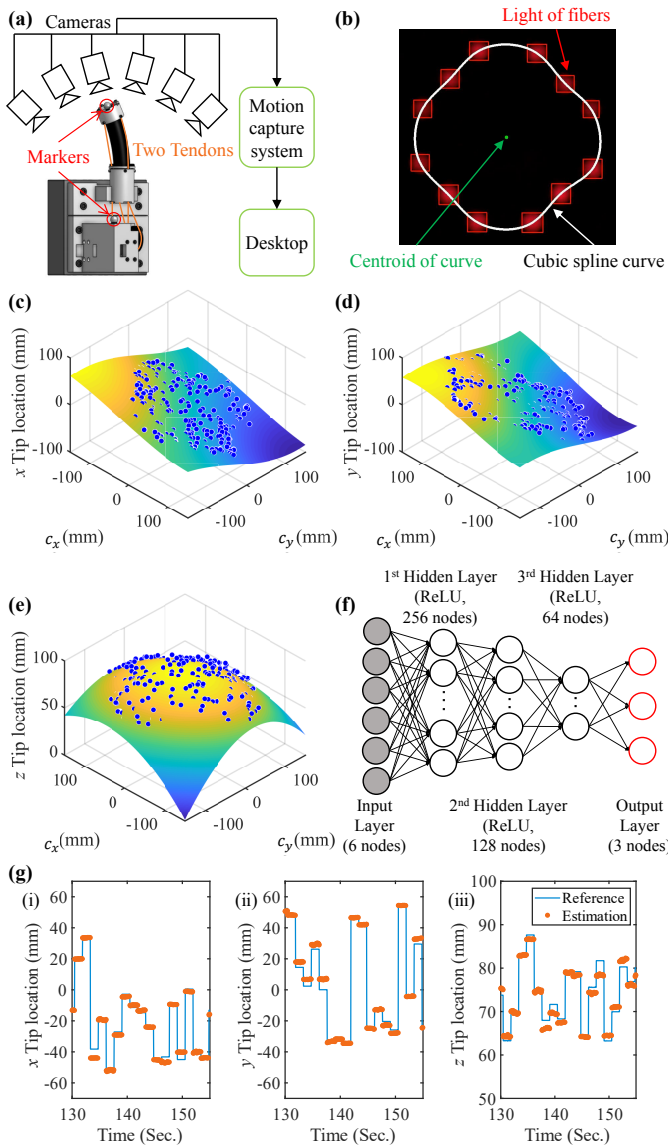 (a)
Cameras
Markers
Two Tendons
Motion
capture
system
Desktop
(b)
Light of fibers
Centroid of curve
Cubic spline curve
(c)
x Tip location (mm)
100
0
-100
-100
0
100
c_x (mm)
100
0
-100
c_y (mm)
(d)
y Tip location (mm)
100
0
-100
-100
0
100
c_x (mm)
100
0
-100
c_y (mm)
(e)
z Tip location (mm)
100
50
0
100
0
-100
c_x (mm)
100
0
-100
c_y (mm)
(f)
1st Hidden Layer
(ReLU,
256 nodes)
3rd Hidden Layer
(ReLU,
64 nodes)
Input
Layer
(6 nodes)
2nd Hidden Layer
(ReLU,
128 nodes)
Output
Layer
(3 nodes)
(g)
(i)
x Tip location (mm)
60
40
20
0
-20
-40
-60
130
140
150
Time (Sec.)
(ii)
y Tip location (mm)
60
40
20
0
-20
-40
-60
130
140
150
Time (Sec.)
(iii)
z Tip location (mm)
100
90
80
70
60
50
130
140
150
Time (Sec.)
Reference
Estimation